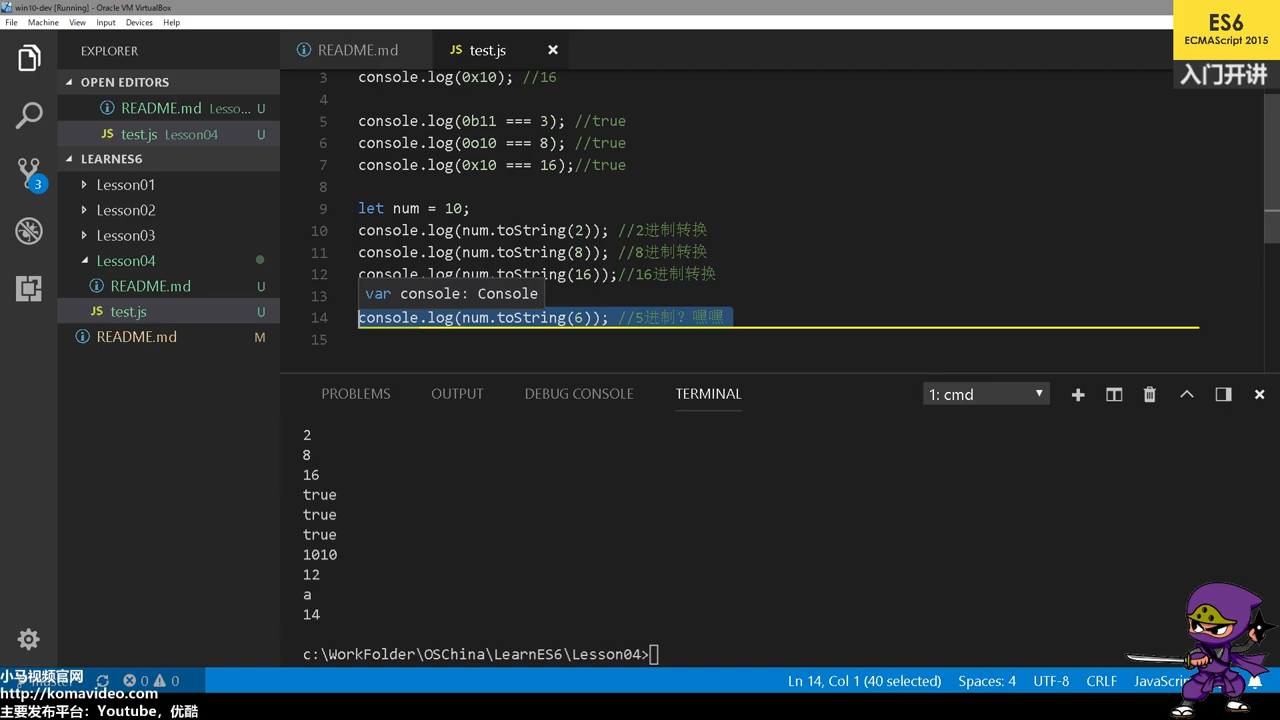 win10-dev [Running] - Oracle VM VirtualBox
File Machine View Input Devices Help
ES6
ECMAScript 2015
入门开讲
EXPLORER
OPEN EDITORS
README.md Lesso... U
JS test.js Lesson04 U
LEARNES6
Lesson01
Lesson02
Lesson03
Lesson04
README.md U
JS test.js U
README.md M
3
README.md
JS test.js
3 console.log(0x10); //16
4
5 console.log(0b11 === 3); //true
6 console.log(0o10 === 8); //true
7 console.log(0x10 === 16);//true
8
9 let num = 10;
10 console.log(num.toString(2)); //2进制转换
11 console.log(num.toString(8)); //8进制转换
12 console.log(num.toString(16));//16进制转换
13
var console: Console
14 console.log(num.toString(6)); //5进制？嘿嘿
15
PROBLEMS OUTPUT DEBUG CONSOLE TERMINAL
1: cmd
2
8
16
true
true
true
1010
12
a
14
c:\WorkFolder\OSChina\LearnES6\Lesson04>
0 0
Ln 14, Col 1 (40 selected) Spaces: 4 UTF-8 CRLF
小马视频官网
http://komavideo.com
主要发布平台：Youtube，优酷